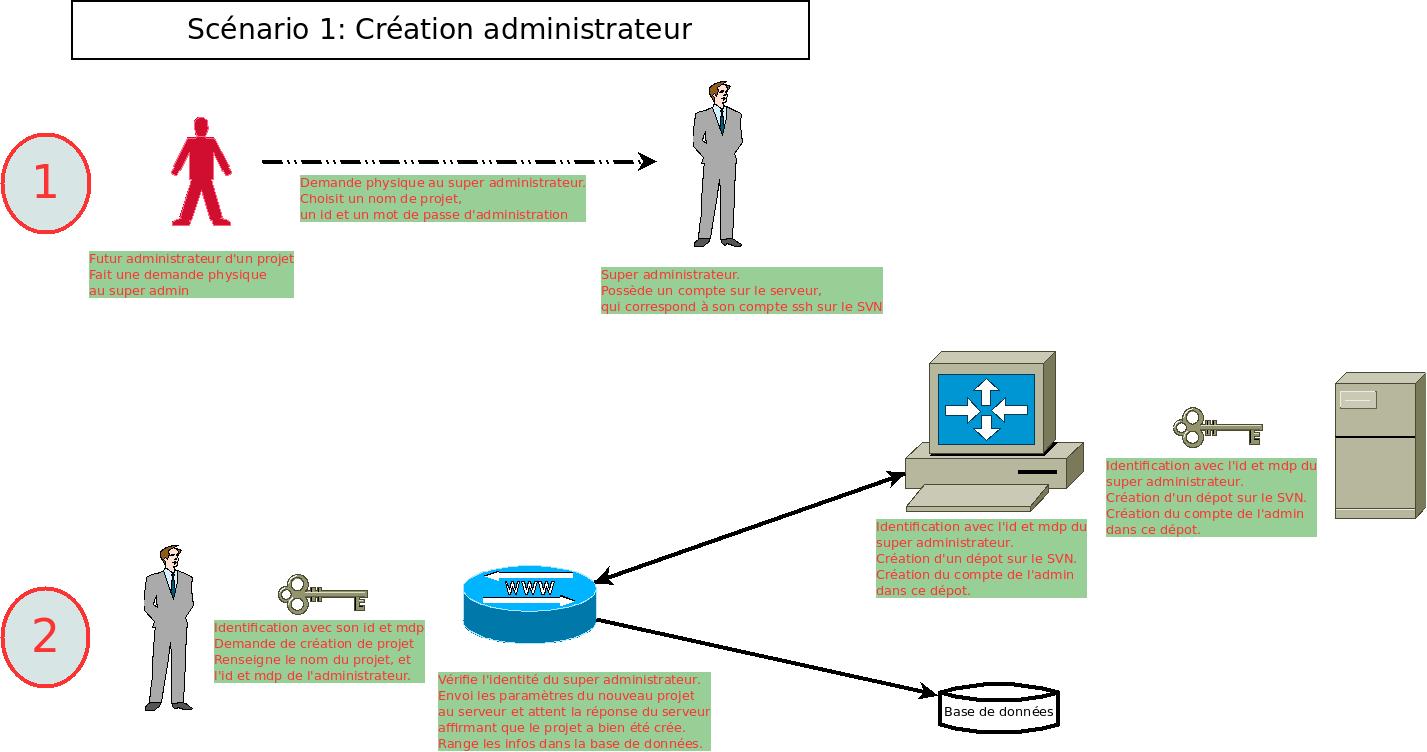 Scénario 1: Création administrateur
1
Demande physique au super administrateur.
Choisit un nom de projet,
un id et un mot de passe d'administration
Futur administrateur d'un projet
Fait une demande physique
au super admin
Super administrateur.
Possède un compte sur le serveur,
qui correspond à son compte ssh sur le SVN
Identification avec l'id et mdp du
super administrateur.
Création d'un dépot sur le SVN.
Création du compte de l'admin
dans ce dépot.
Identification avec l'id et mdp du
super administrateur.
Création d'un dépot sur le SVN.
Création du compte de l'admin
dans ce dépot.
2
Identification avec son id et mdp
Demande de création de projet
Renseigne le nom du projet, et
l'id et mdp de l'administrateur.
WWW
Vérifie l'identité du super administrateur.
Envoi les paramètres du nouveau projet
au serveur et attent la réponse du serveur
affirmant que le projet a bien été crée.
Range les infos dans la base de données.
Base de données